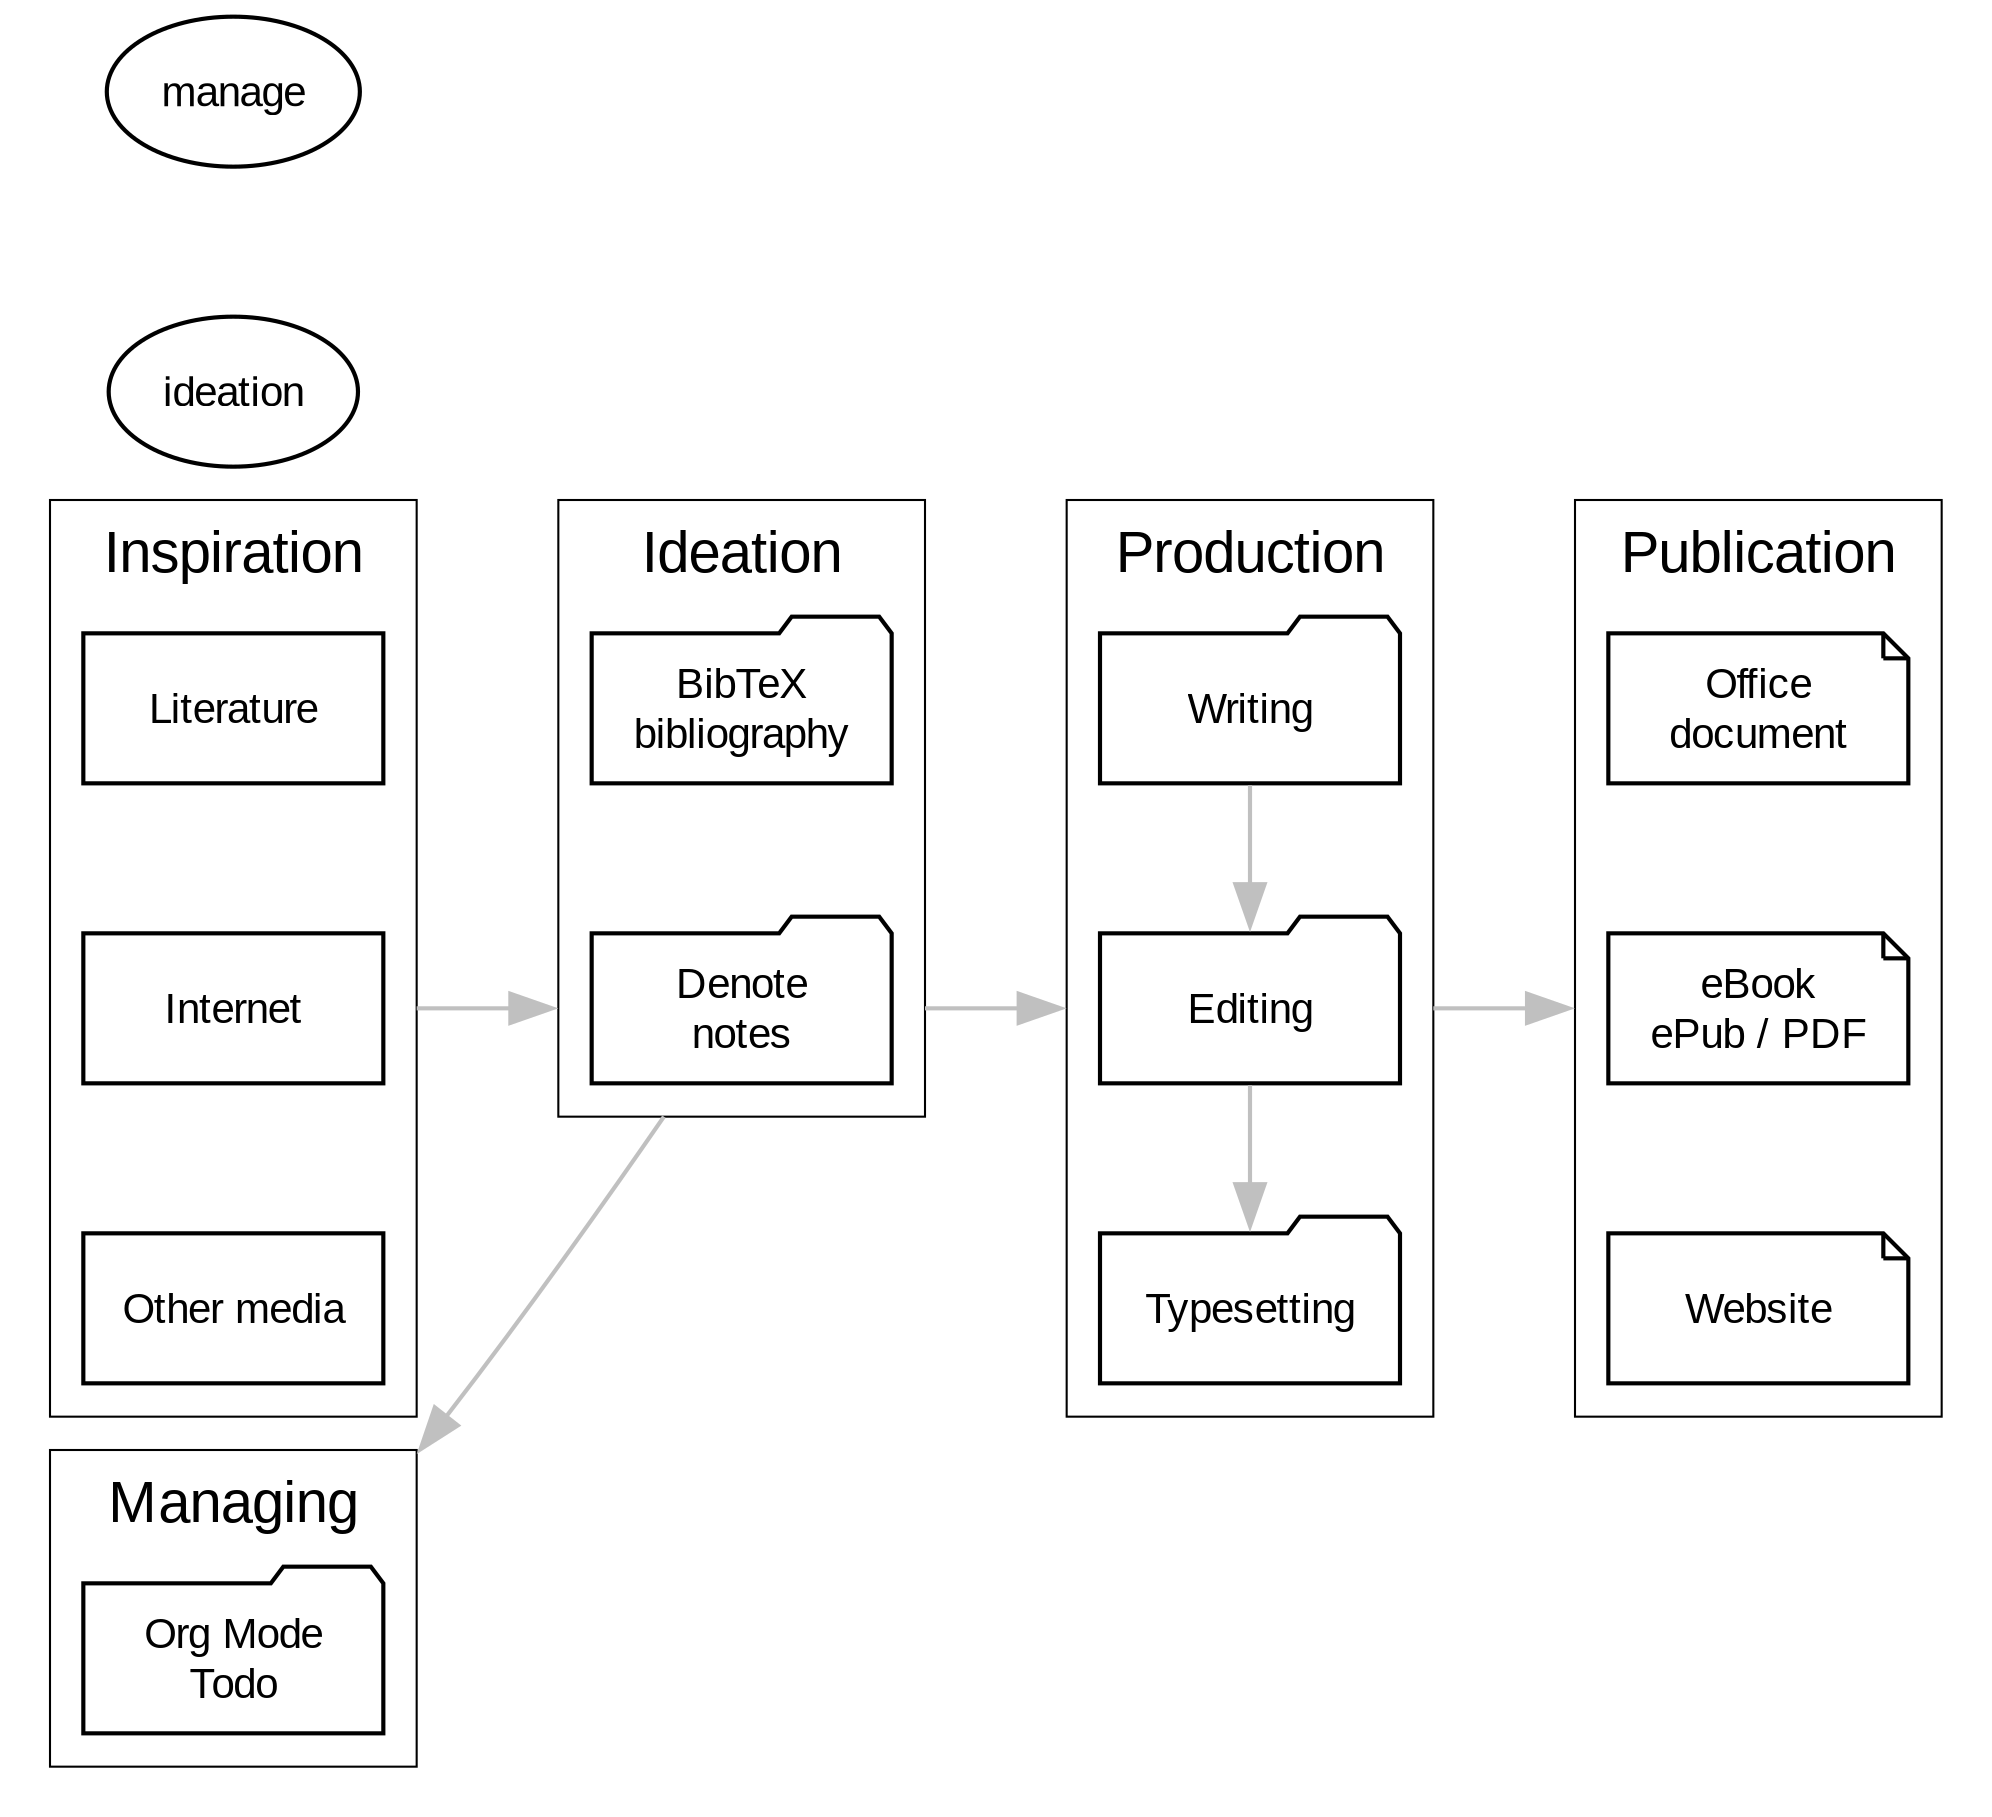 manage
ideation
Inspiration
Literature
Internet
Other media
Ideation
BibTeX
bibliography
Denote
notes
Production
Writing
Editing
Typesetting
Publication
Office
document
eBook
ePub / PDF
Website
Managing
Org Mode
Todo